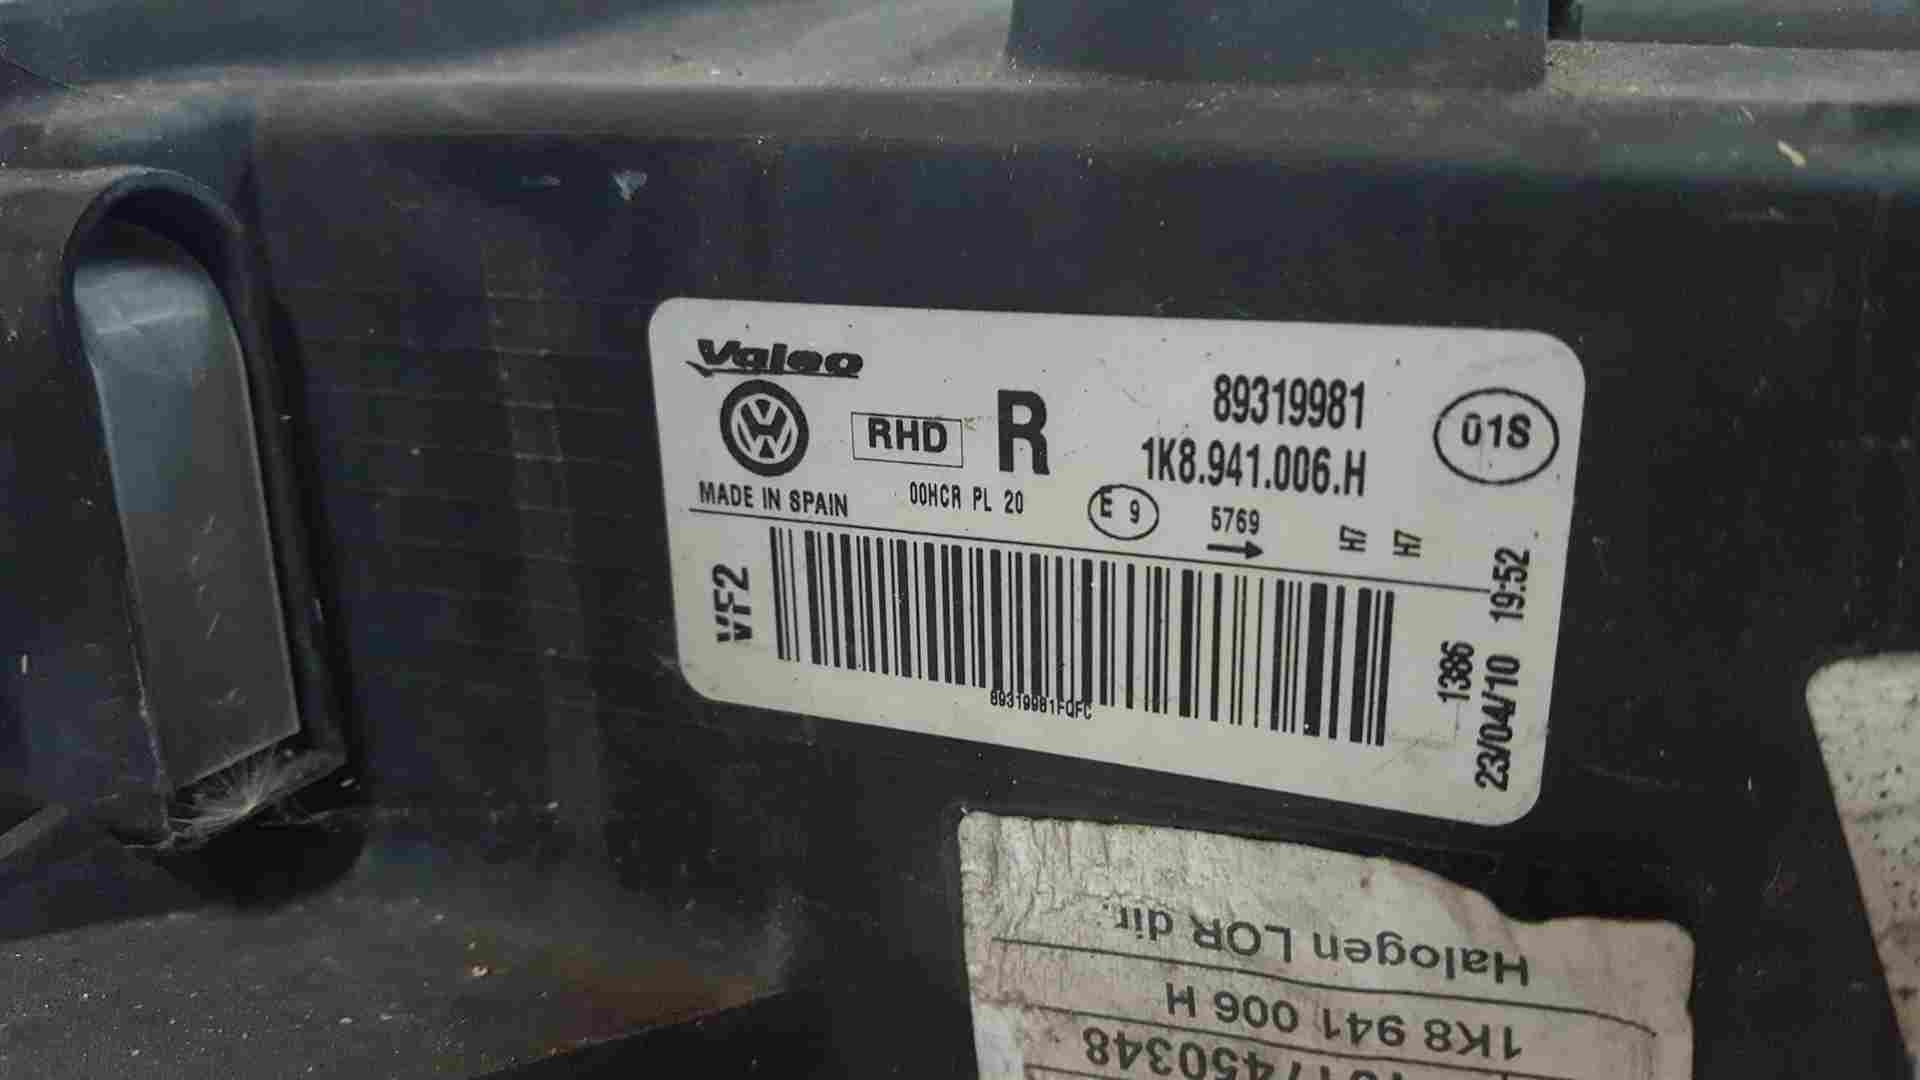 Valeo
RHD R
89319981
1K8.941.006.H
01S
MADE IN SPAIN
00HCR PL 20
E 9
5769
H7 H7
VF2
89319981FQFC
1386
23/04/10 19:52
Halogen LOR dir.
1K8 941 006 H